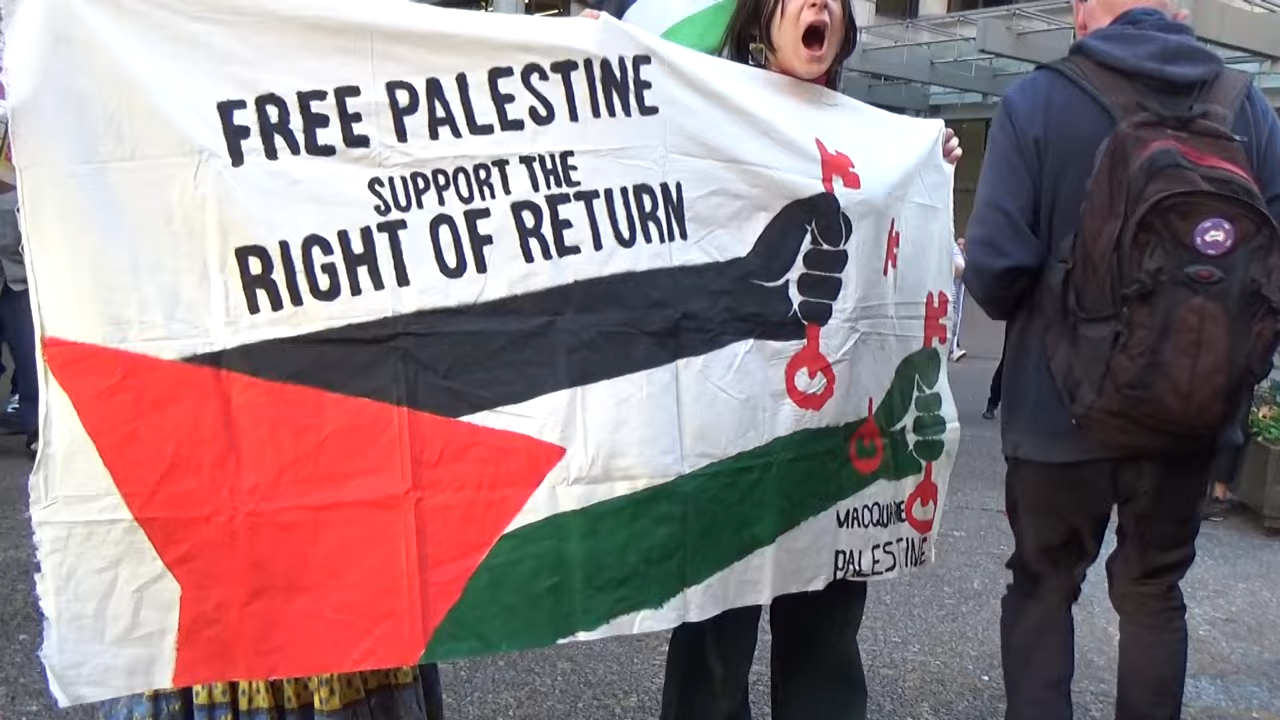 FREE PALESTINE
SUPPORT THE
RIGHT OF RETURN
MACQUARIE
PALESTINE